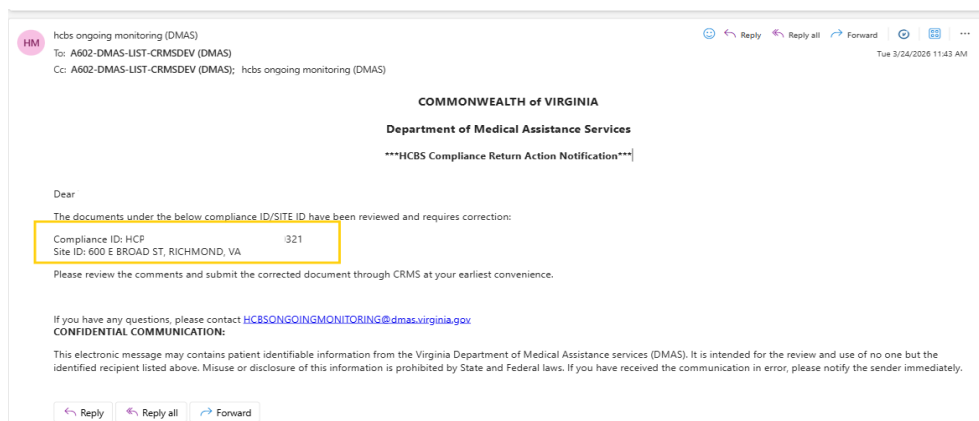 HM
hcbs ongoing monitoring (DMAS)
To: A602-DMAS-LIST-CRMSDEV (DMAS)
Cc: A602-DMAS-LIST-CRMSDEV (DMAS); hcbs ongoing monitoring (DMAS)
Reply Reply all Forward
Tue 3/24/2026 11:43 AM
COMMONWEALTH of VIRGINIA
Department of Medical Assistance Services
***HCBS Compliance Return Action Notification***
Dear
The documents under the below compliance ID/SITE ID have been reviewed and requires correction:
Compliance ID: HCP 321
Site ID: 600 E BROAD ST, RICHMOND, VA
Please review the comments and submit the corrected document through CRMS at your earliest convenience.
If you have any questions, please contact HCBSONGOINGMONITORING@dmas.virginia.gov
CONFIDENTIAL COMMUNICATION:
This electronic message may contains patient identifiable information from the Virginia Department of Medical Assistance services (DMAS). It is intended for the review and use of no one but the
identified recipient listed above. Misuse or disclosure of this information is prohibited by State and Federal laws. If you have received the communication in error, please notify the sender immediately.
Reply Reply all Forward